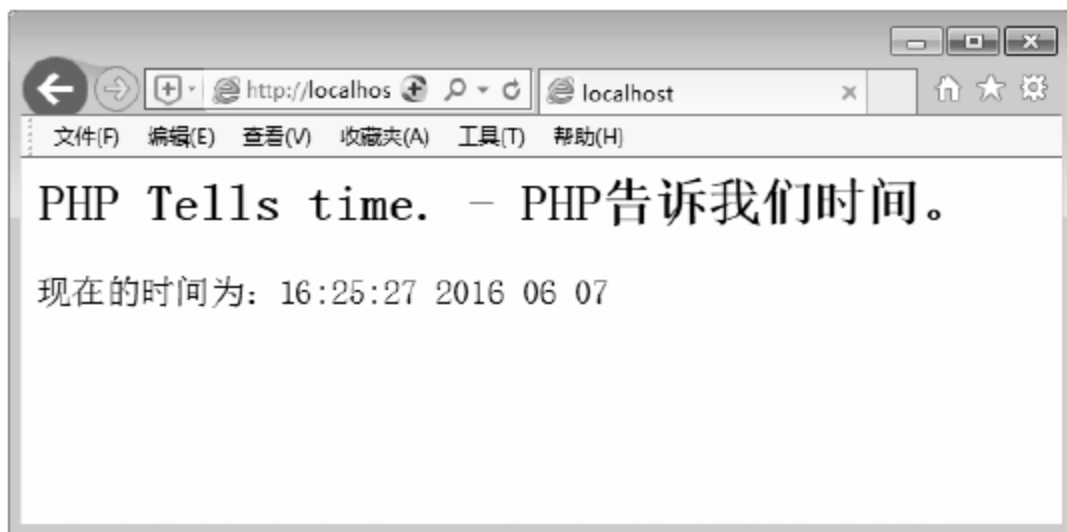 http://localhos
localhost
文件(F) 编辑(E) 查看(V) 收藏夹(A) 工具(T) 帮助(H)
PHP Tells time. - PHP告诉我们时间。
现在的时间为: 16:25:27 2016 06 07